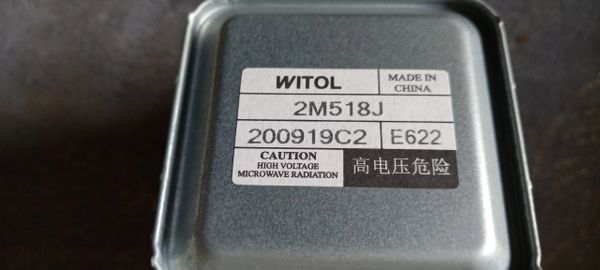 WITOL
MADE IN
CHINA
2M518J
200919C2 E622
CAUTION
HIGH VOLTAGE
MICROWAVE RADIATION
高电压危险